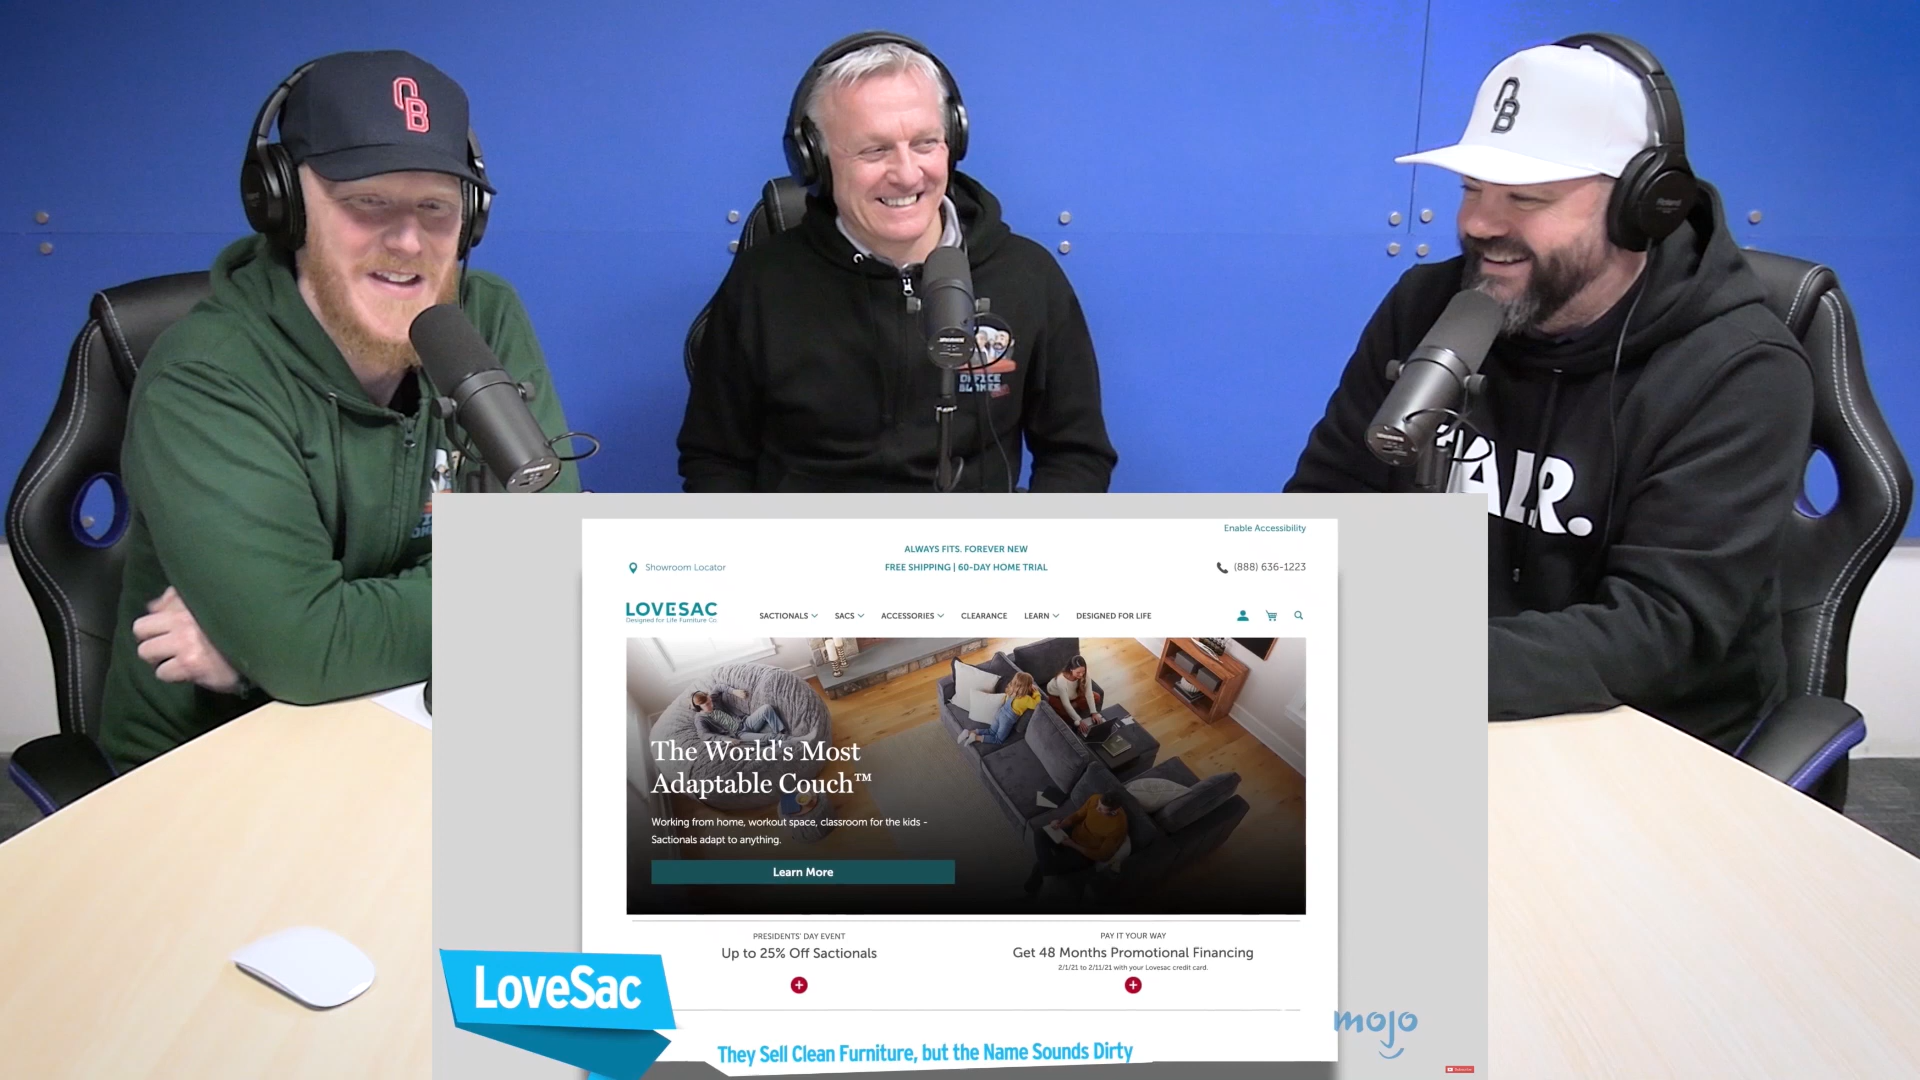 OB
OB
Roland
OFFICE
BLOKES
Enable Accessibility
ALWAYS FITS. FOREVER NEW
Showroom Locator
FREE SHIPPING | 60-DAY HOME TRIAL
(888) 636-1223
LOVESAC
Designed for Life Furniture Co
SACTIONALS
SACS
ACCESSORIES
CLEARANCE
LEARN
DESIGNED FOR LIFE
The World's Most
Adaptable Couch™
Working from home, workout space, classroom for the kids -
Sactionals adapt to anything.
Learn More
PRESIDENTS' DAY EVENT
Up to 25% Off Sactionals
PAY IT YOUR WAY
Get 48 Months Promotional Financing
2/1/21 to 2/11/21 with your Lovesac credit card.
LoveSac
mojo
They Sell Clean Furniture, but the Name Sounds Dirty